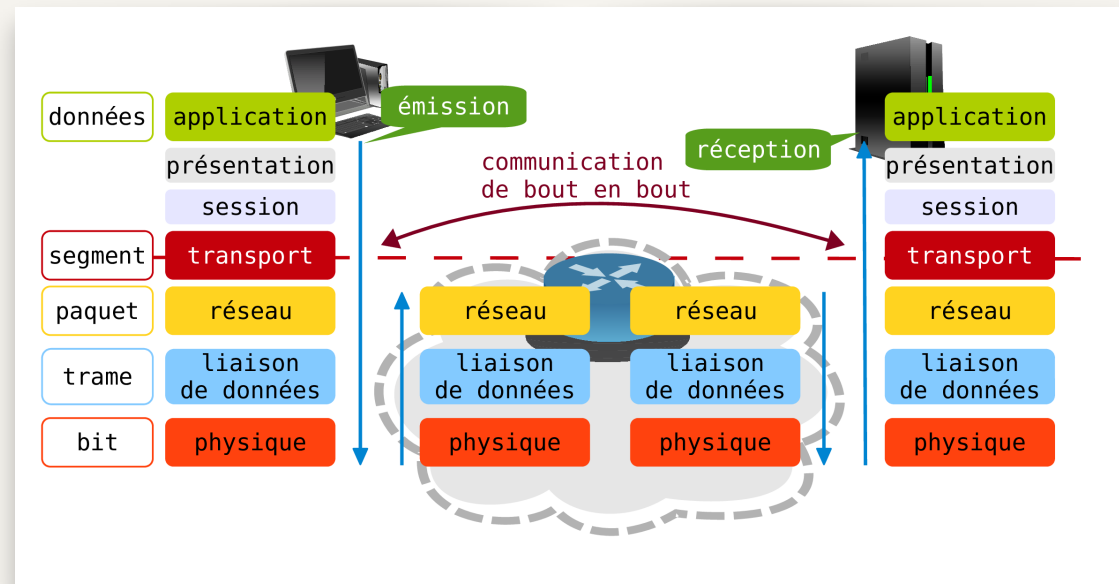 émission
données
application
application
réception
présentation
présentation
communication
de bout en bout
session
session
segment
transport
transport
paquet
réseau
réseau
réseau
réseau
trame
liaison
de données
liaison
de données
liaison
de données
liaison
de données
bit
physique
physique
physique
physique